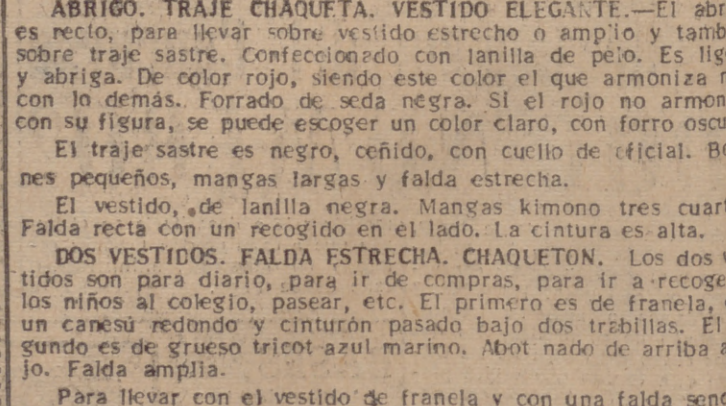 ABRIGO. TRAJE CHAQUETA. VESTIDO ELEGANTE.—El abr
es recto, para llevar sobre vestido estrecho o amplio y tamb
sobre traje sastre. Confeccionado con lanilla de pelo. Es lig
y abriga. De color rojo, siendo este color el que armoniza
con lo demás. Forrado de seda negra. Si el rojo no armon
con su figura, se puede escoger un color claro, con forro oscu
El traje sastre es negro, ceñido, con cuello de oficial. Bo
nes pequeños, mangas largas y falda estrecha.
El vestido, de lanilla negra. Mangas kimono tres cuart
Falda recta con un recogido en el lado. La cintura es alta.
DOS VESTIDOS. FALDA ESTRECHA. CHAQUETON. Los dos v
tidos son para diario, para ir de compras, para ir a recoge
los niños al colegio, pasear, etc. El primero es de franela,
un canesú redondo y cinturón pasado bajo dos trabillas. El
gundo es de grueso tricot azul marino. Abot nado de arriba a
jo. Falda amplia.
Para llevar con el vestido de franela y con una falda senc